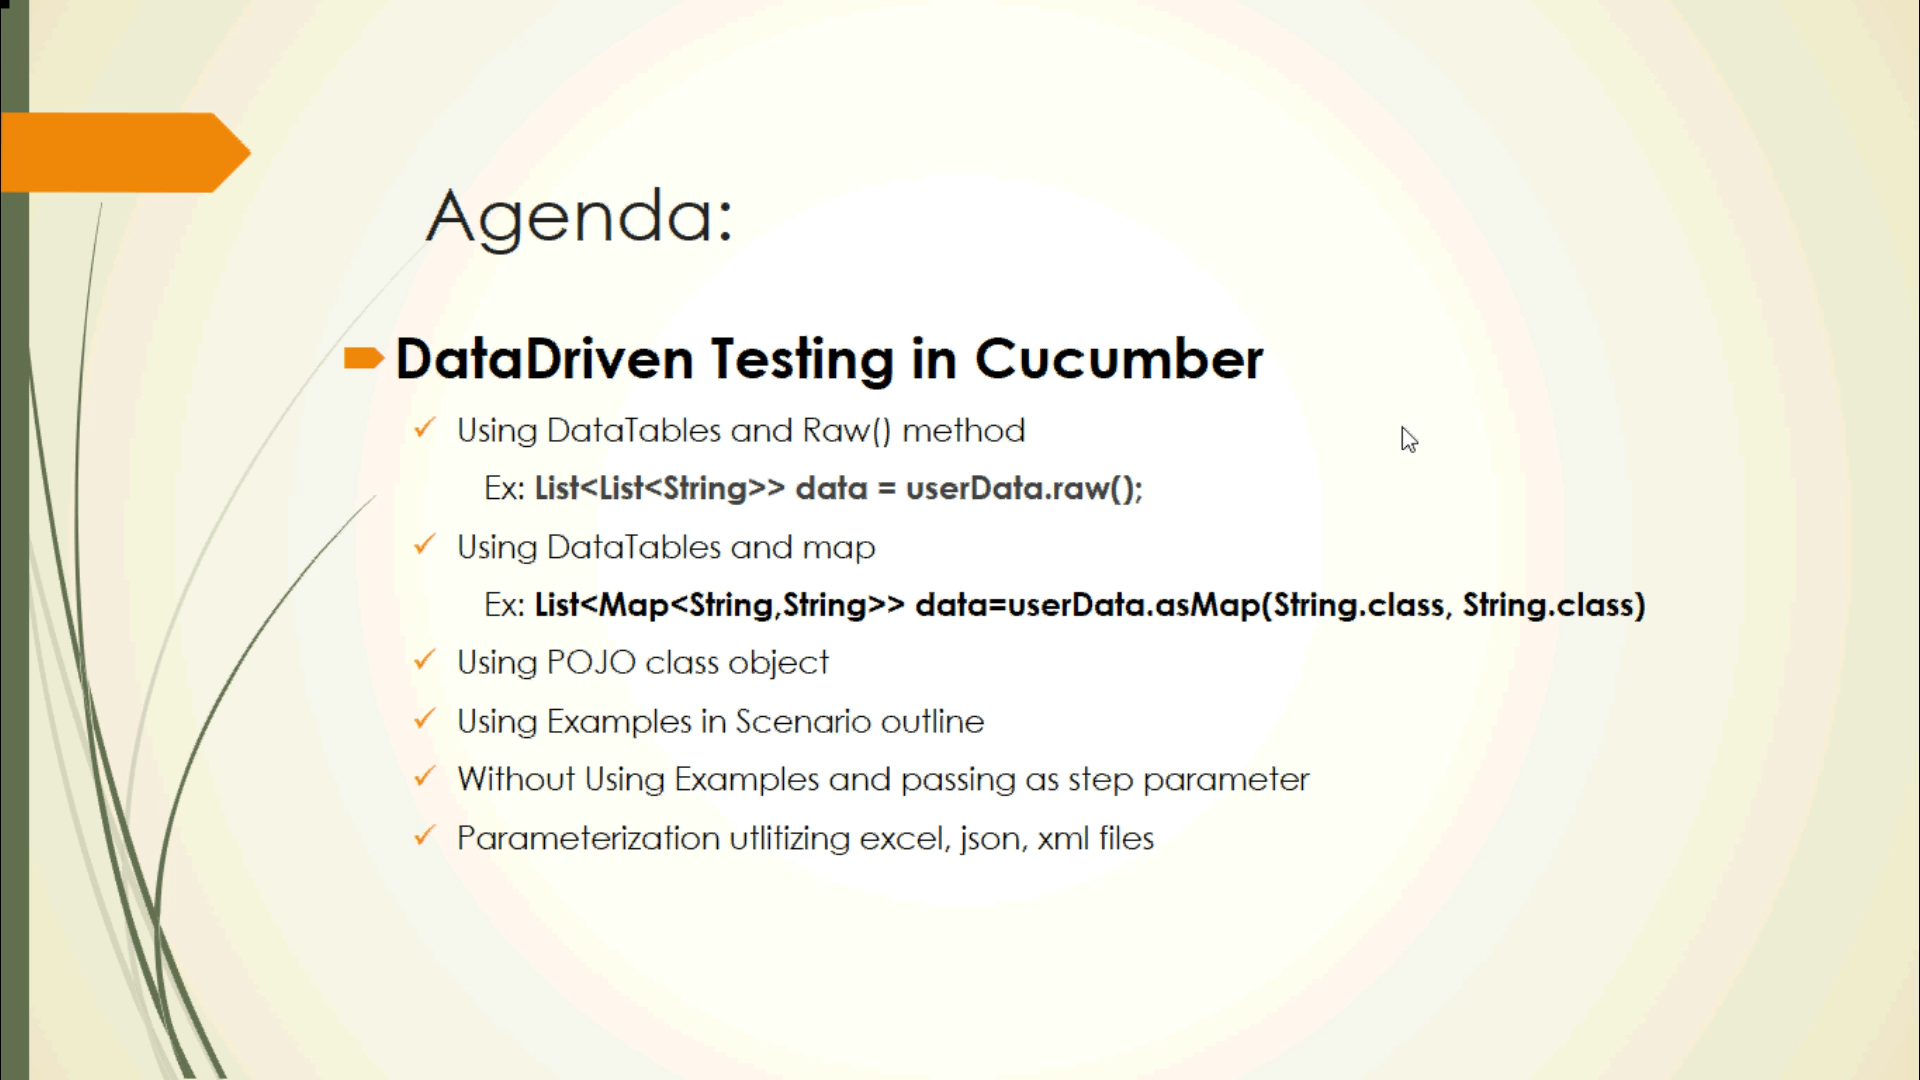 Agenda:
DataDriven Testing in Cucumber
Using DataTables and Raw() method
Ex: List<List<String>> data = userData.raw();
Using DataTables and map
Ex: List<Map<String,String>> data=userData.asMap(String.class, String.class)
Using POJO class object
Using Examples in Scenario outline
Without Using Examples and passing as step parameter
Parameterization utlitizing excel, json, xml files